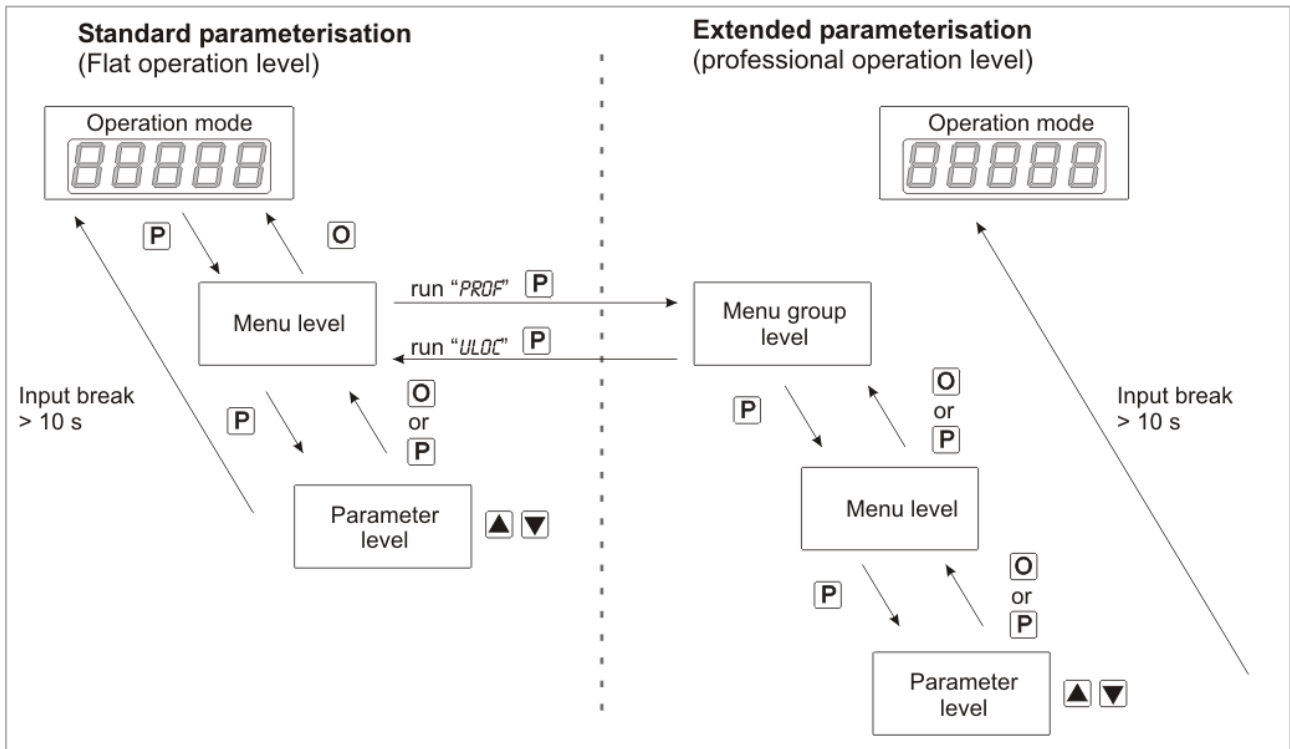 Standard parameterisation
(Flat operation level)
Operation mode
88888
P
O
Menu level
run “PROF” P
run “ULOC” P
Input break
> 10 s
P
O
or
P
Parameter
level
▲ ▼
Extended parameterisation
(professional operation level)
Operation mode
88888
Menu group
level
P
O
or
P
Input break
> 10 s
Menu level
P
O
or
P
Parameter
level
▲ ▼